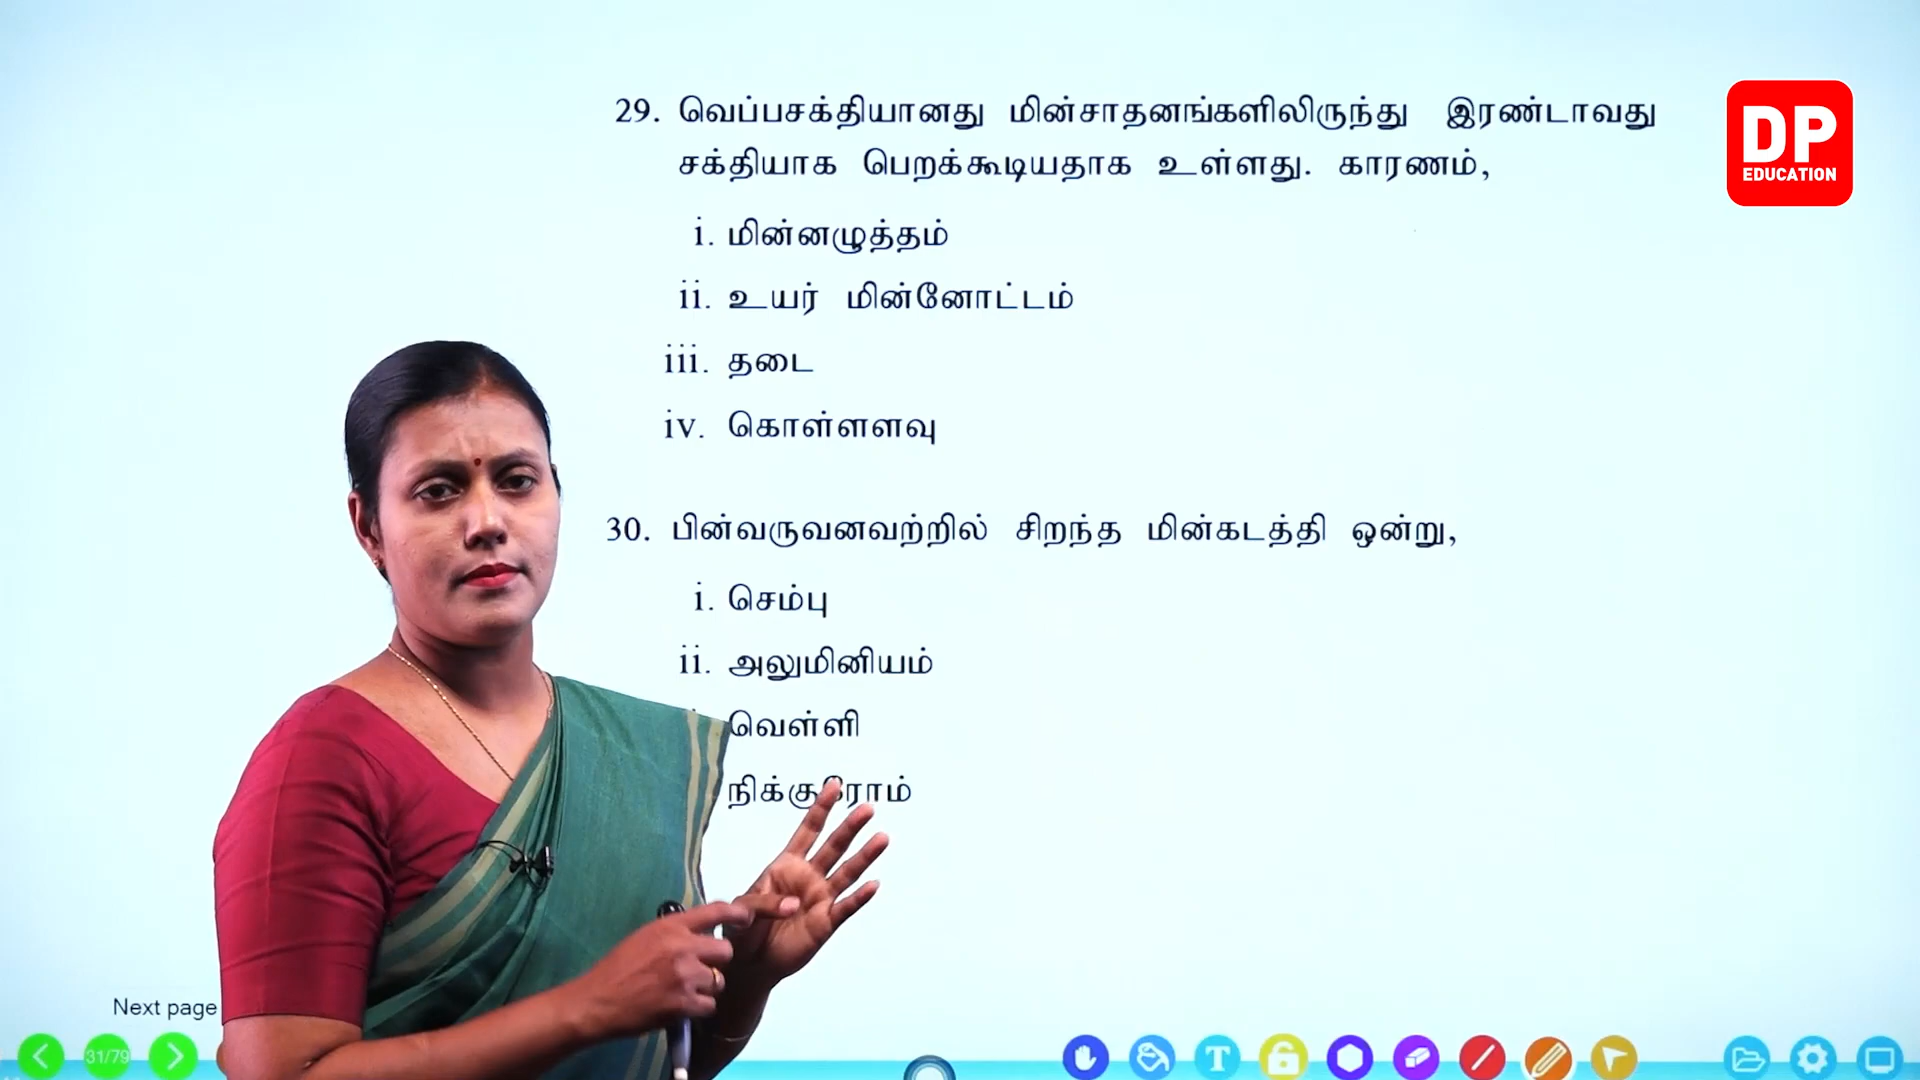 DP
EDUCATION
29. வெப்பசக்தியானது மின்சாதனங்களிலிருந்து இரண்டாவது
சக்தியாக பெறக்கூடியதாக உள்ளது. காரணம்,
i. மின்னழுத்தம்
ii. உயர் மின்னோட்டம்
iii. தடை
iv. கொள்ளளவு
30. பின்வருவனவற்றில் சிறந்த மின்கடத்தி ஒன்று,
i. செம்பு
ii. அலுமினியம்
வெள்ளி
நிக்குரோம்
Next page
31/79
T